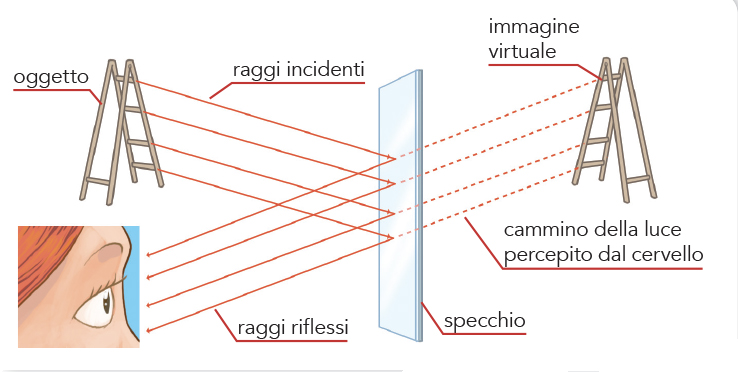 immagine
virtuale
oggetto
raggi incidenti
cammino della luce
percepito dal cervello
raggi riflessi
specchio